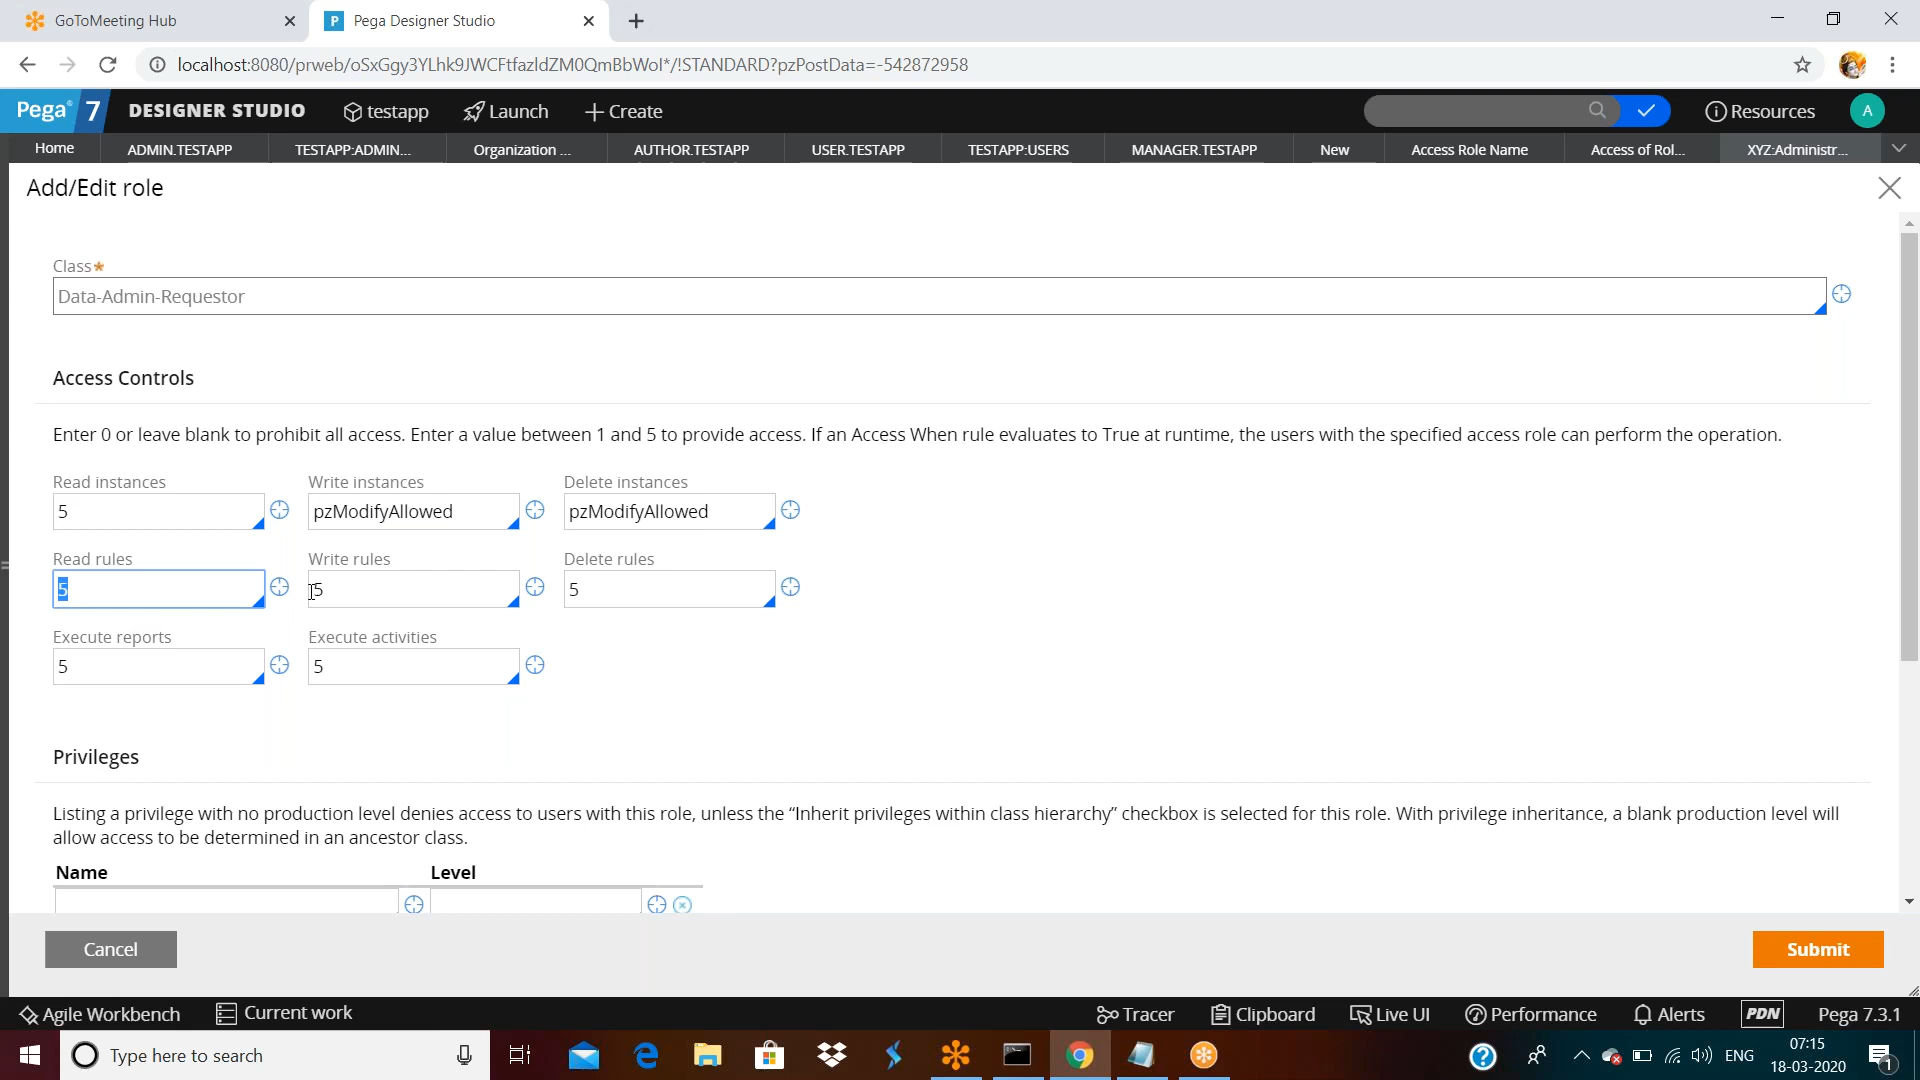 GoToMeeting Hub
Pega Designer Studio
localhost:8080/prweb/oSxGgy3YLhk9JWCFtfazldZM0QmBbWoI*/!STANDARD?pzPostData=-542872958
Pega 7 DESIGNER STUDIO testapp Launch + Create Resources A
Home ADMIN.TESTAPP TESTAPP:ADMIN... Organization ... AUTHOR.TESTAPP USER.TESTAPP TESTAPP:USERS MANAGER.TESTAPP New Access Role Name Access of Rol... XYZ:Administr...
Add/Edit role
Class*
Data-Admin-Requestor
Access Controls
Enter 0 or leave blank to prohibit all access. Enter a value between 1 and 5 to provide access. If an Access When rule evaluates to True at runtime, the users with the specified access role can perform the operation.
Read instances Write instances Delete instances
5 pzModifyAllowed pzModifyAllowed
Read rules Write rules Delete rules
5 5 5
Execute reports Execute activities
5 5
Privileges
Listing a privilege with no production level denies access to users with this role, unless the “Inherit privileges within class hierarchy” checkbox is selected for this role. With privilege inheritance, a blank production level will
allow access to be determined in an ancestor class.
Name Level
Cancel Submit
Agile Workbench Current work Tracer Clipboard Live UI Performance Alerts PDN Pega 7.3.1
Type here to search
ENG
07:15
18-03-2020
1